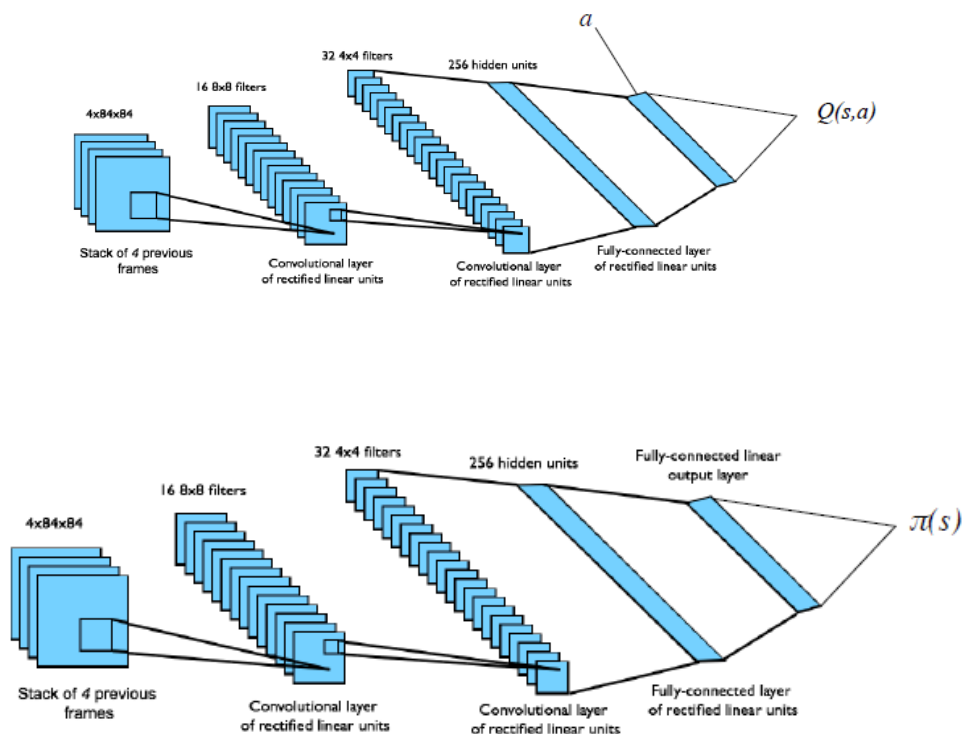 a
32 4x4 filters
256 hidden units
16 8x8 filters
4x84x84
Q(s,a)
Stack of 4 previous
frames
Convolutional layer
of rectified linear units
Convolutional layer
of rectified linear units
Fully-connected layer
of rectified linear units
32 4x4 filters
256 hidden units
Fully-connected linear
output layer
16 8x8 filters
4x84x84
π(s)
Stack of 4 previous
frames
Convolutional layer
of rectified linear units
Convolutional layer
of rectified linear units
Fully-connected layer
of rectified linear units